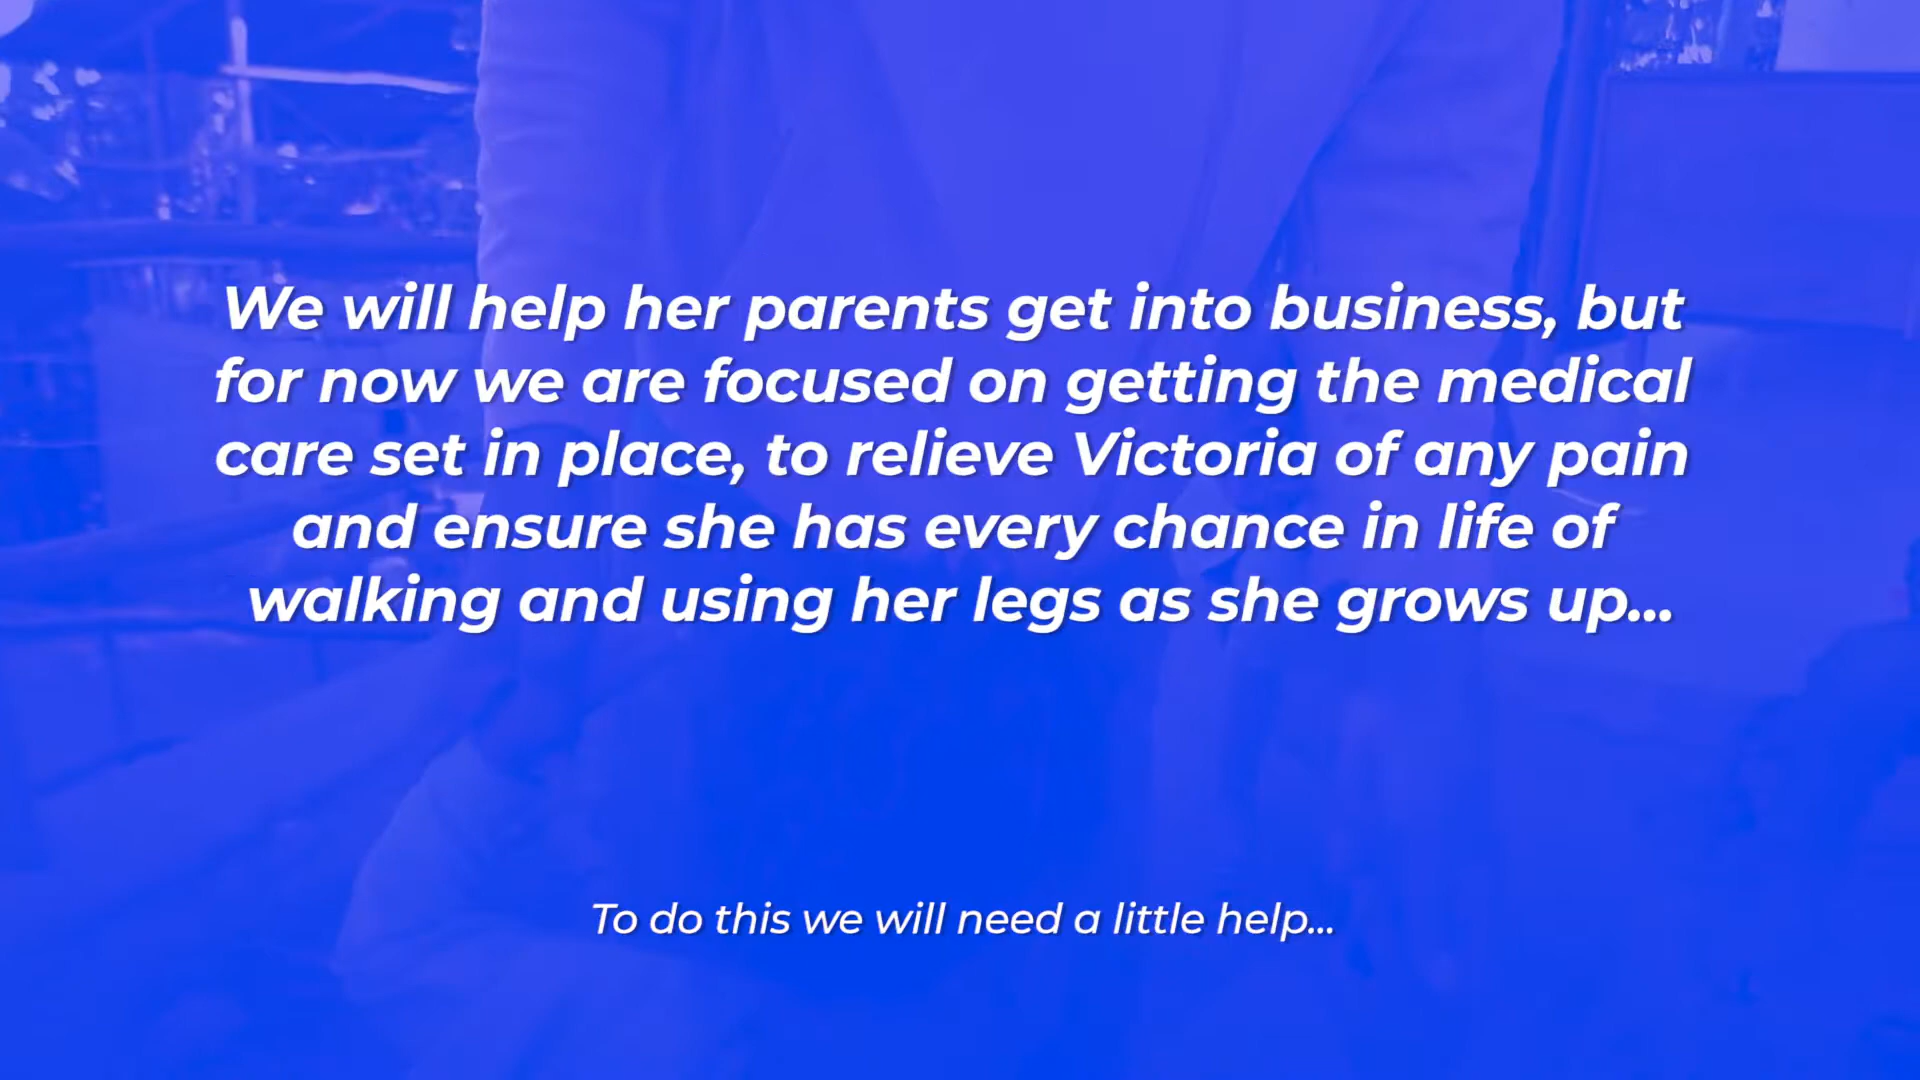 We will help her parents get into business, but
for now we are focused on getting the medical
care set in place, to relieve Victoria of any pain
and ensure she has every chance in life of
walking and using her legs as she grows up...
To do this we will need a little help...